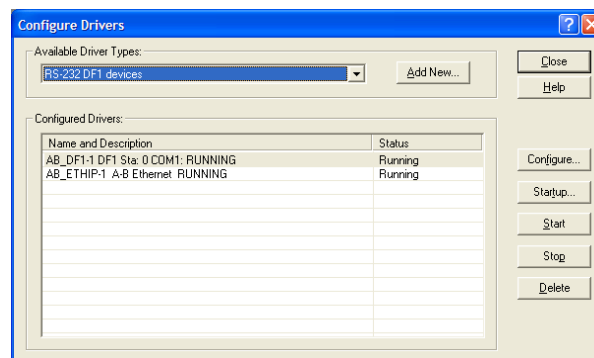 Configure Drivers
Available Driver Types:
RS-232 DF1 devices
Add New...
Close
Help
Configured Drivers:
Name and Description Status
AB_DF1-1 DF1 Sta: 0 COM1: RUNNING Running
AB_ETHIP-1 A-B Ethernet RUNNING Running
Configure...
Startup...
Start
Stop
Delete